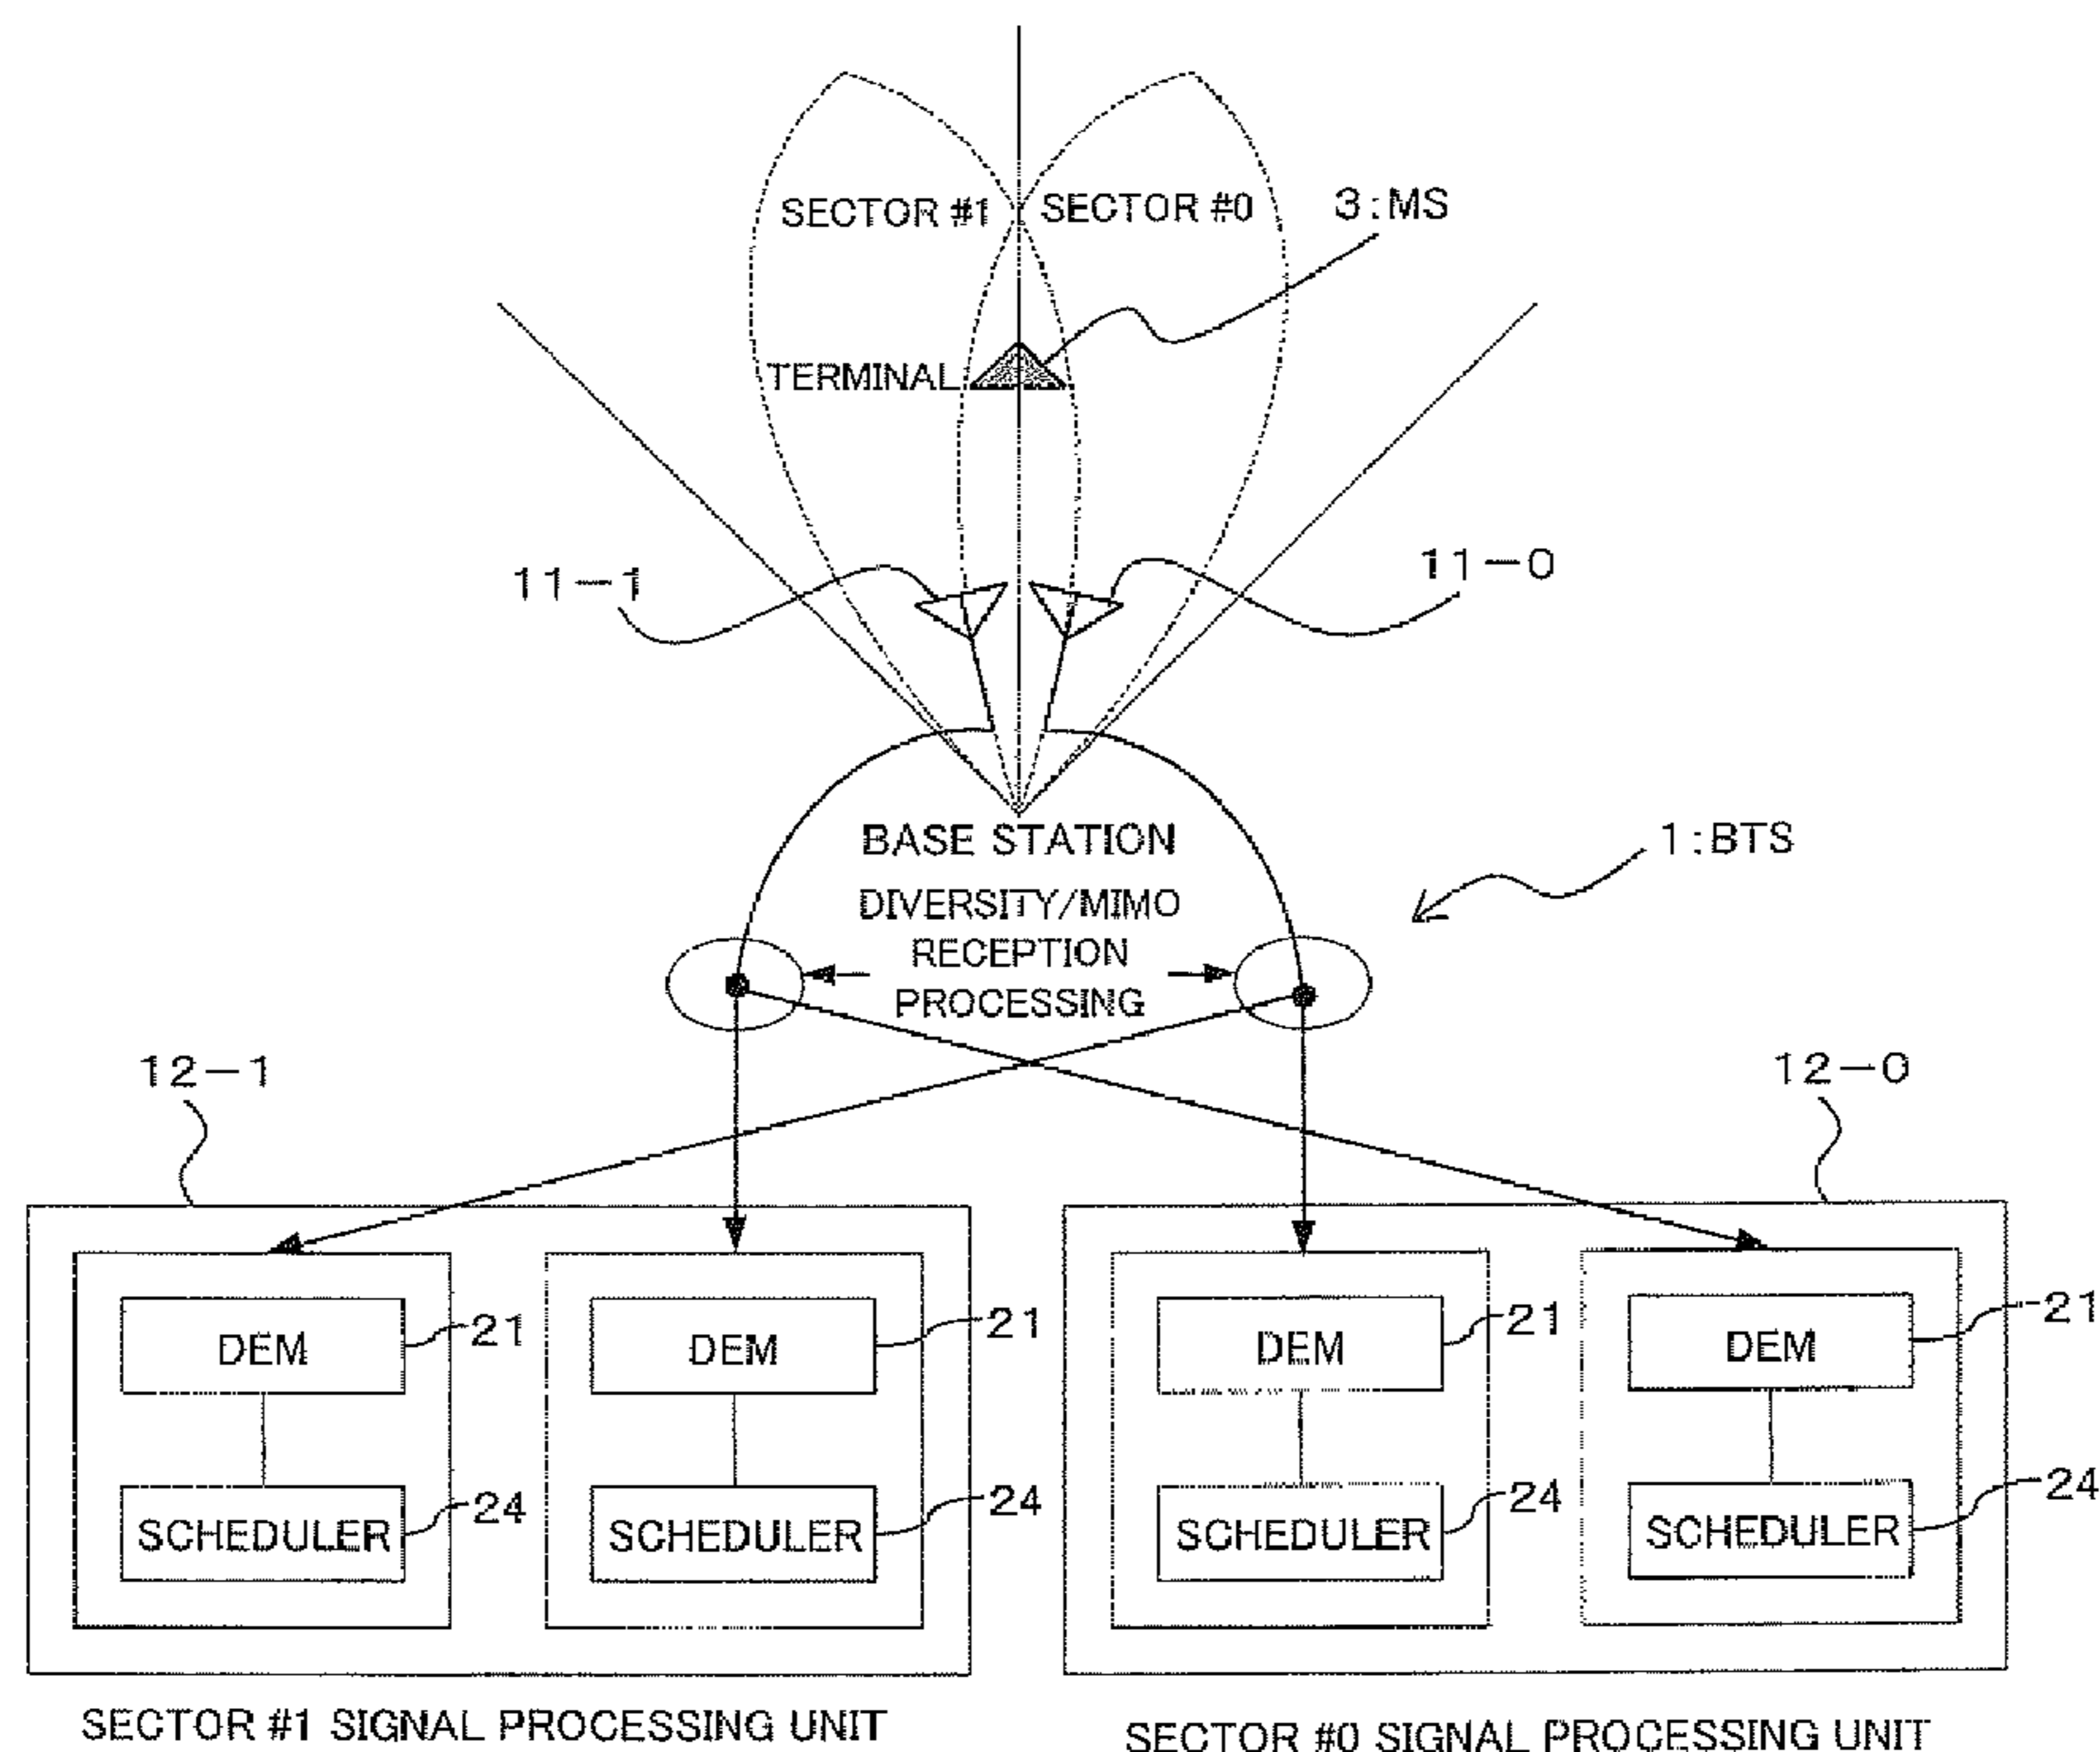 SECTOR #1
SECTOR #0
3:MS
TERMINAL
11-1
11-0
BASE STATION
1:BTS
DIVERSITY/MIMO
RECEPTION
PROCESSING
12-1
12-0
DEM
21
DEM
21
DEM
21
DEM
21
SCHEDULER
24
SCHEDULER
24
SCHEDULER
24
SCHEDULER
24
SECTOR #1 SIGNAL PROCESSING UNIT
SECTOR #0 SIGNAL PROCESSING UNIT